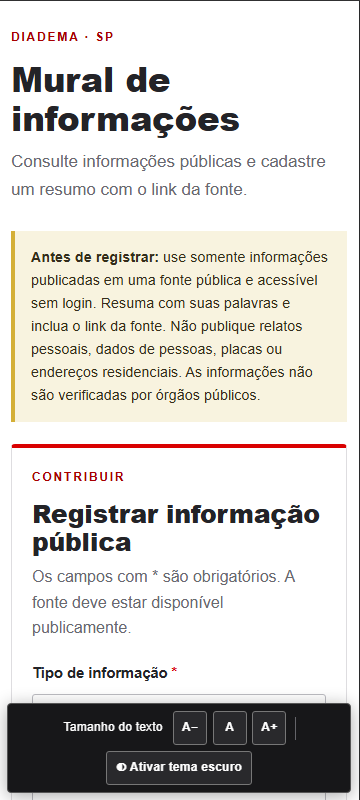 DIADEMA · SP
Mural de
informações
Consulte informações públicas e cadastre
um resumo com o link da fonte.
Antes de registrar: use somente informações
publicadas em uma fonte pública e acessível
sem login. Resuma com suas palavras e
inclua o link da fonte. Não publique relatos
pessoais, dados de pessoas, placas ou
endereços residenciais. As informações não
são verificadas por órgãos públicos.
CONTRIBUIR
Registrar informação
pública
Os campos com * são obrigatórios. A
fonte deve estar disponível
publicamente.
Tipo de informação *
Tamanho do texto A− A A+
◐ Ativar tema escuro